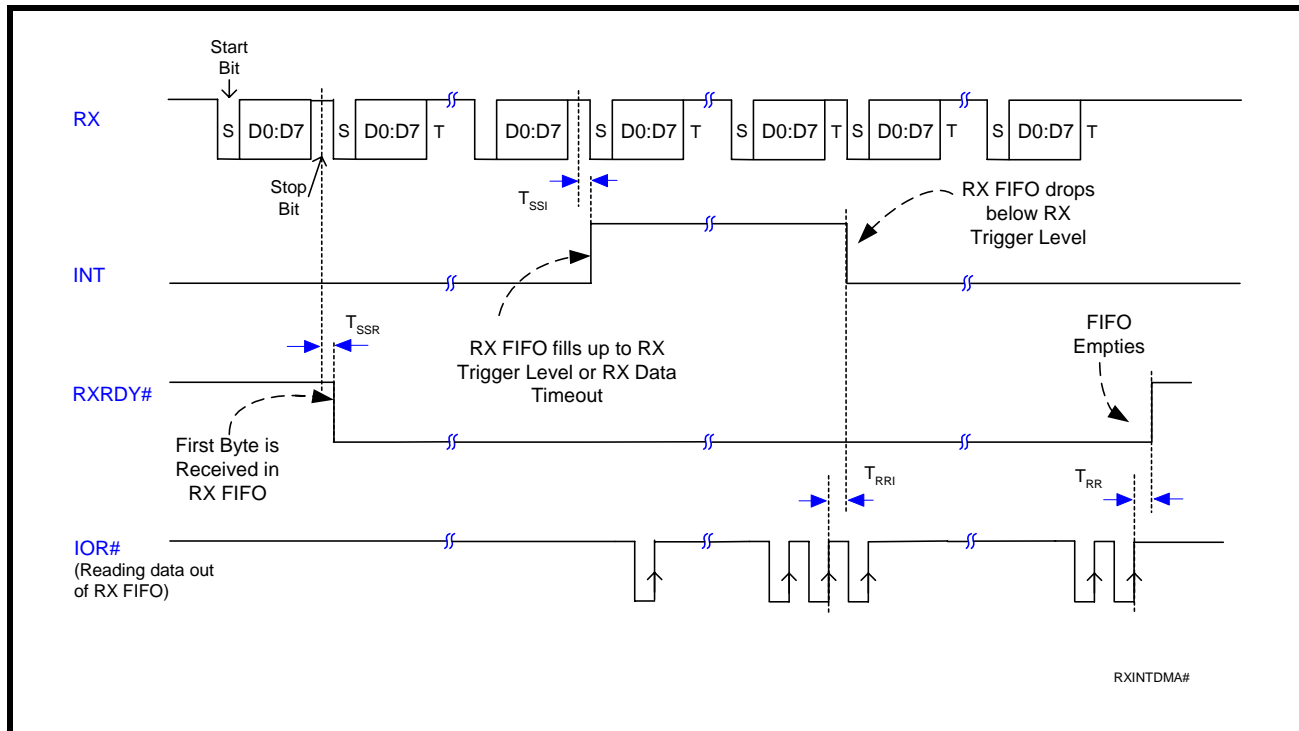 Start
Bit
RX
S D0:D7 S D0:D7 T D0:D7 S D0:D7 T S D0:D7 T S D0:D7 T S D0:D7 T
Stop
Bit
TSSI
RX FIFO drops
below RX
Trigger Level
INT
TSSR
RX FIFO fills up to RX
Trigger Level or RX Data
Timeout
FIFO
Empties
RXRDY#
First Byte is
Received in
RX FIFO
TRRI
TRR
IOR#
(Reading data out
of RX FIFO)
RXINTDMA#